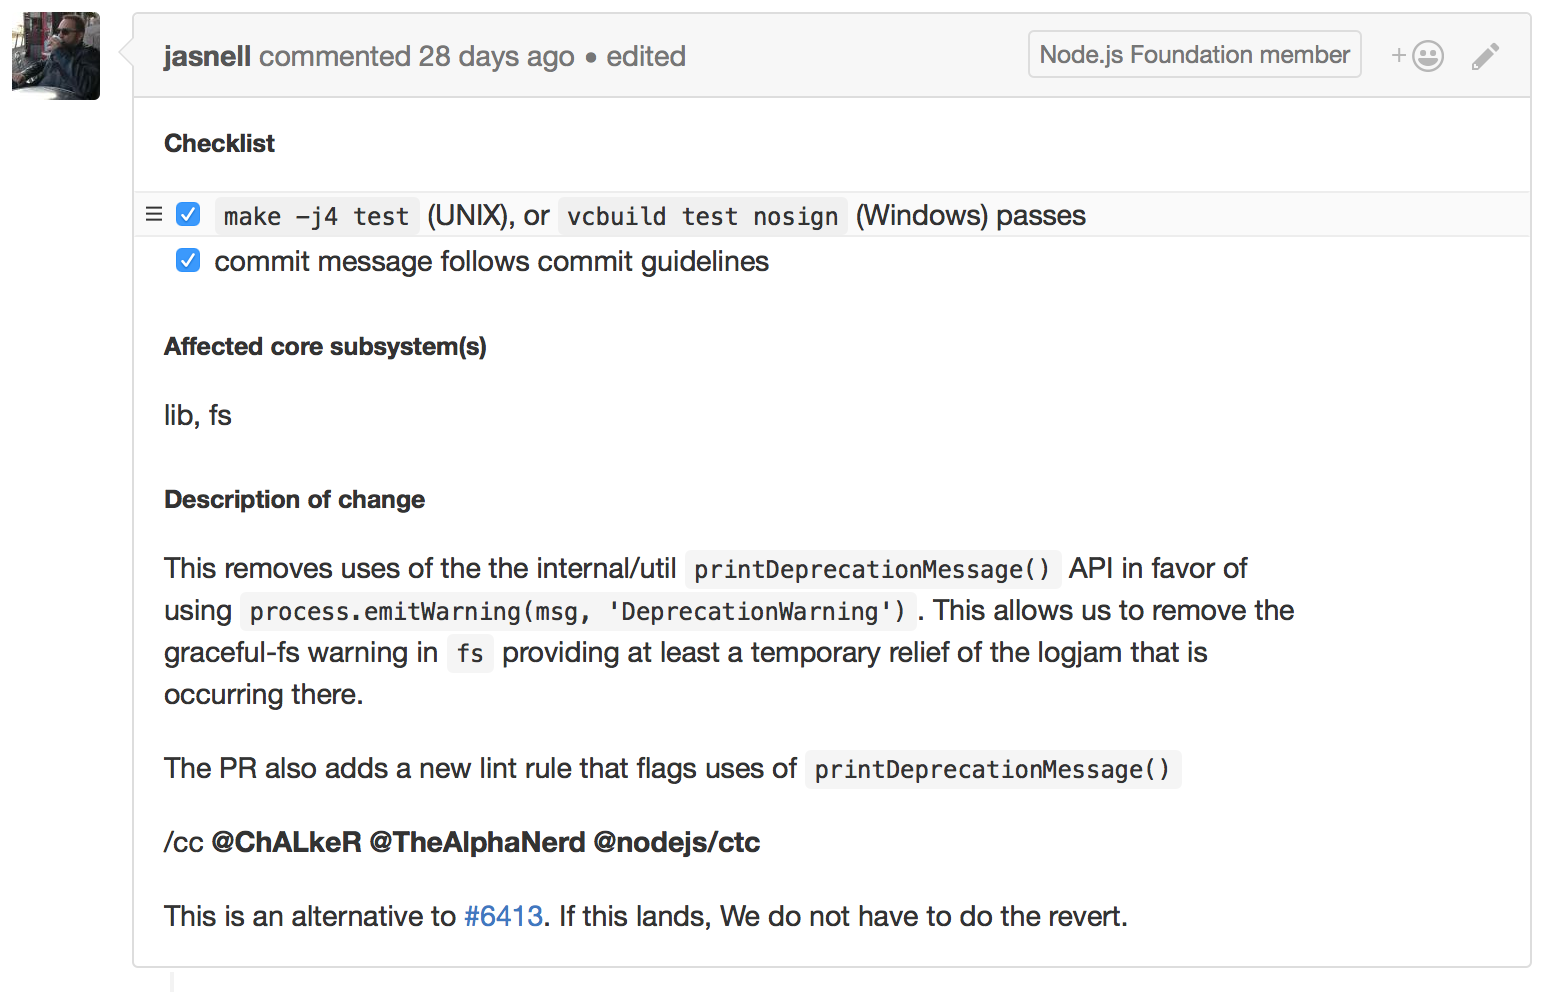 jasnell commented 28 days ago • edited
Node.js Foundation member
Checklist
make -j4 test (UNIX), or vcbuild test nosign (Windows) passes
commit message follows commit guidelines
Affected core subsystem(s)
lib, fs
Description of change
This removes uses of the the internal/util printDeprecationMessage() API in favor of
using process.emitWarning(msg, 'DeprecationWarning'). This allows us to remove the
graceful-fs warning in fs providing at least a temporary relief of the logjam that is
occurring there.
The PR also adds a new lint rule that flags uses of printDeprecationMessage()
/cc @ChALkeR @TheAlphaNerd @nodejs/ctc
This is an alternative to #6413. If this lands, We do not have to do the revert.